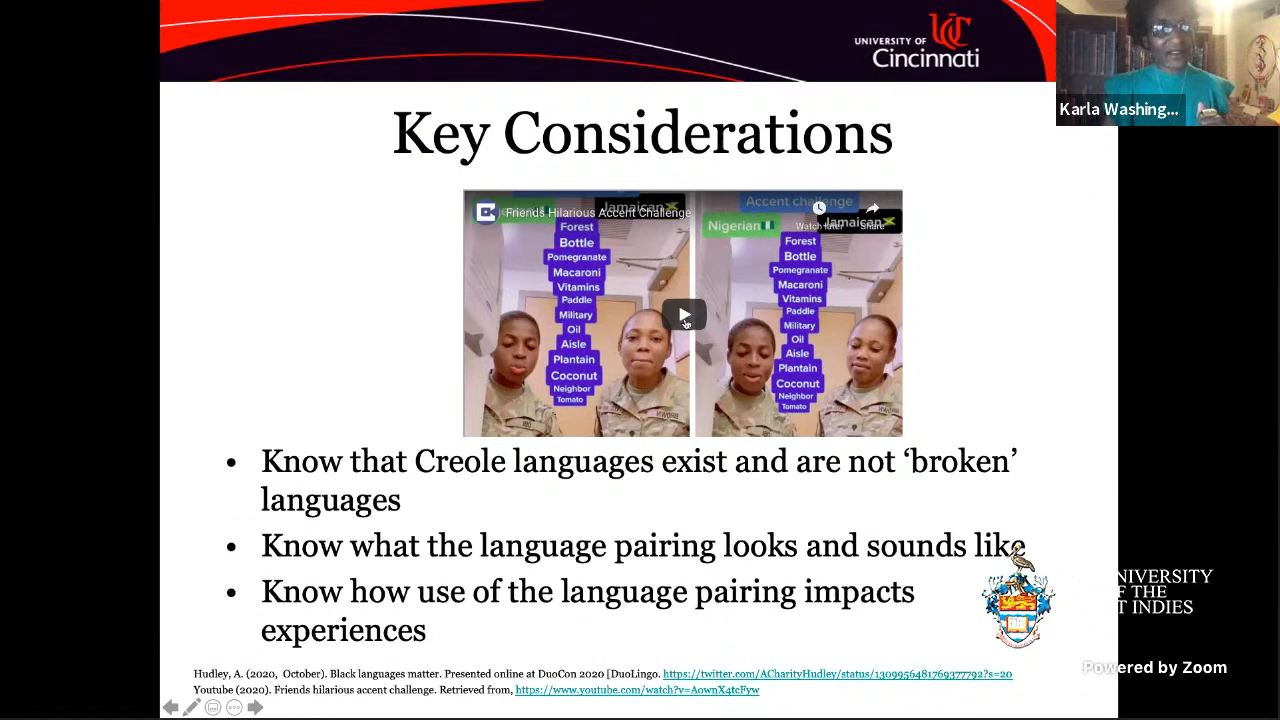 UNIVERSITY OF
Cincinnati
Karla Washing...
Key Considerations
Friends Hilarious Accent Challenge
Jamaican
Forest
Bottle
Pomegranate
Macaroni
Vitamins
Paddle
Military
Oil
Aisle
Plantain
Coconut
Neighbor
Tomato
Accent challenge
Nigerian
Jamaican
Watch later
Share
Forest
Bottle
Pomegranate
Macaroni
Vitamins
Paddle
Military
Oil
Aisle
Plantain
Coconut
Neighbor
Tomato
• Know that Creole languages exist and are not ‘broken’
languages
• Know what the language pairing looks and sounds like
• Know how use of the language pairing impacts
experiences
NIVERSITY
F THE
T INDIES
Powered by Zoom
Hudley, A. (2020, October). Black languages matter. Presented online at DuoCon 2020 [DuoLingo. https://twitter.com/ACharityHudley/status/1309956481769377792?s=20
Youtube (2020). Friends hilarious accent challenge. Retrieved from, https://www.youtube.com/watch?v=AownX4tcFyw